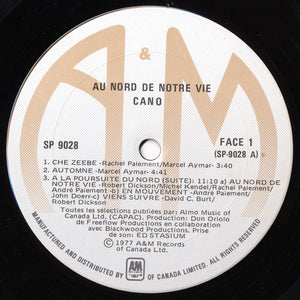 &
AU NORD DE NOTRE VIE
CANO
SP 9028
FACE 1
(SP-9028 A)
1. CHE ZEEBE -Rachel Paiement/Marcel Aymar- 3:40
2. AUTOMNE -Marcel Aymar- 4:41
3. A LA POURSUITE DU NORD (SUITE): 11:10 a) AU NORD DE
NOTRE VIE -Robert Dickson/Michel Kendel/Rachel Paiement/
André Paiement- b) EN MOUVEMENT -André Paiement/
John Doerr- c) VIENS SUIVRE -David C. Burt/
Robert Dickson
Toutes les sélections publiées par: Almo Music of
Canada Ltd. (CAPAC). Production: Don Oriolo
de Freeflow Productions en collaboration avec
Blackwood Productions. Prise
de son: ED STASIUM
℗ 1977 A&M Records
of Canada Ltd.
MANUFACTURED AND DISTRIBUTED BY A&M RECORDS OF CANADA LIMITED. ALL RIGHTS RESERVED